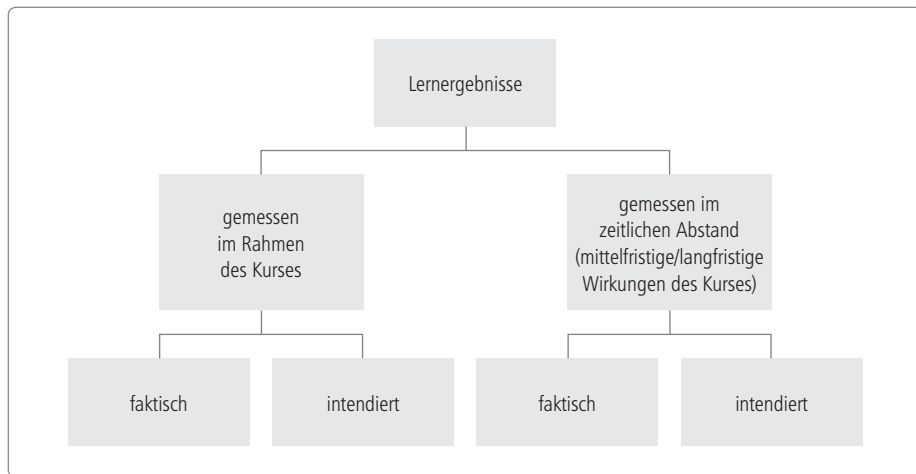 Lernergebnisse
gemessen
im Rahmen
des Kurses
gemessen im
zeitlichen Abstand
(mittelfristige/langfristige
Wirkungen des Kurses)
faktisch
intendiert
faktisch
intendiert